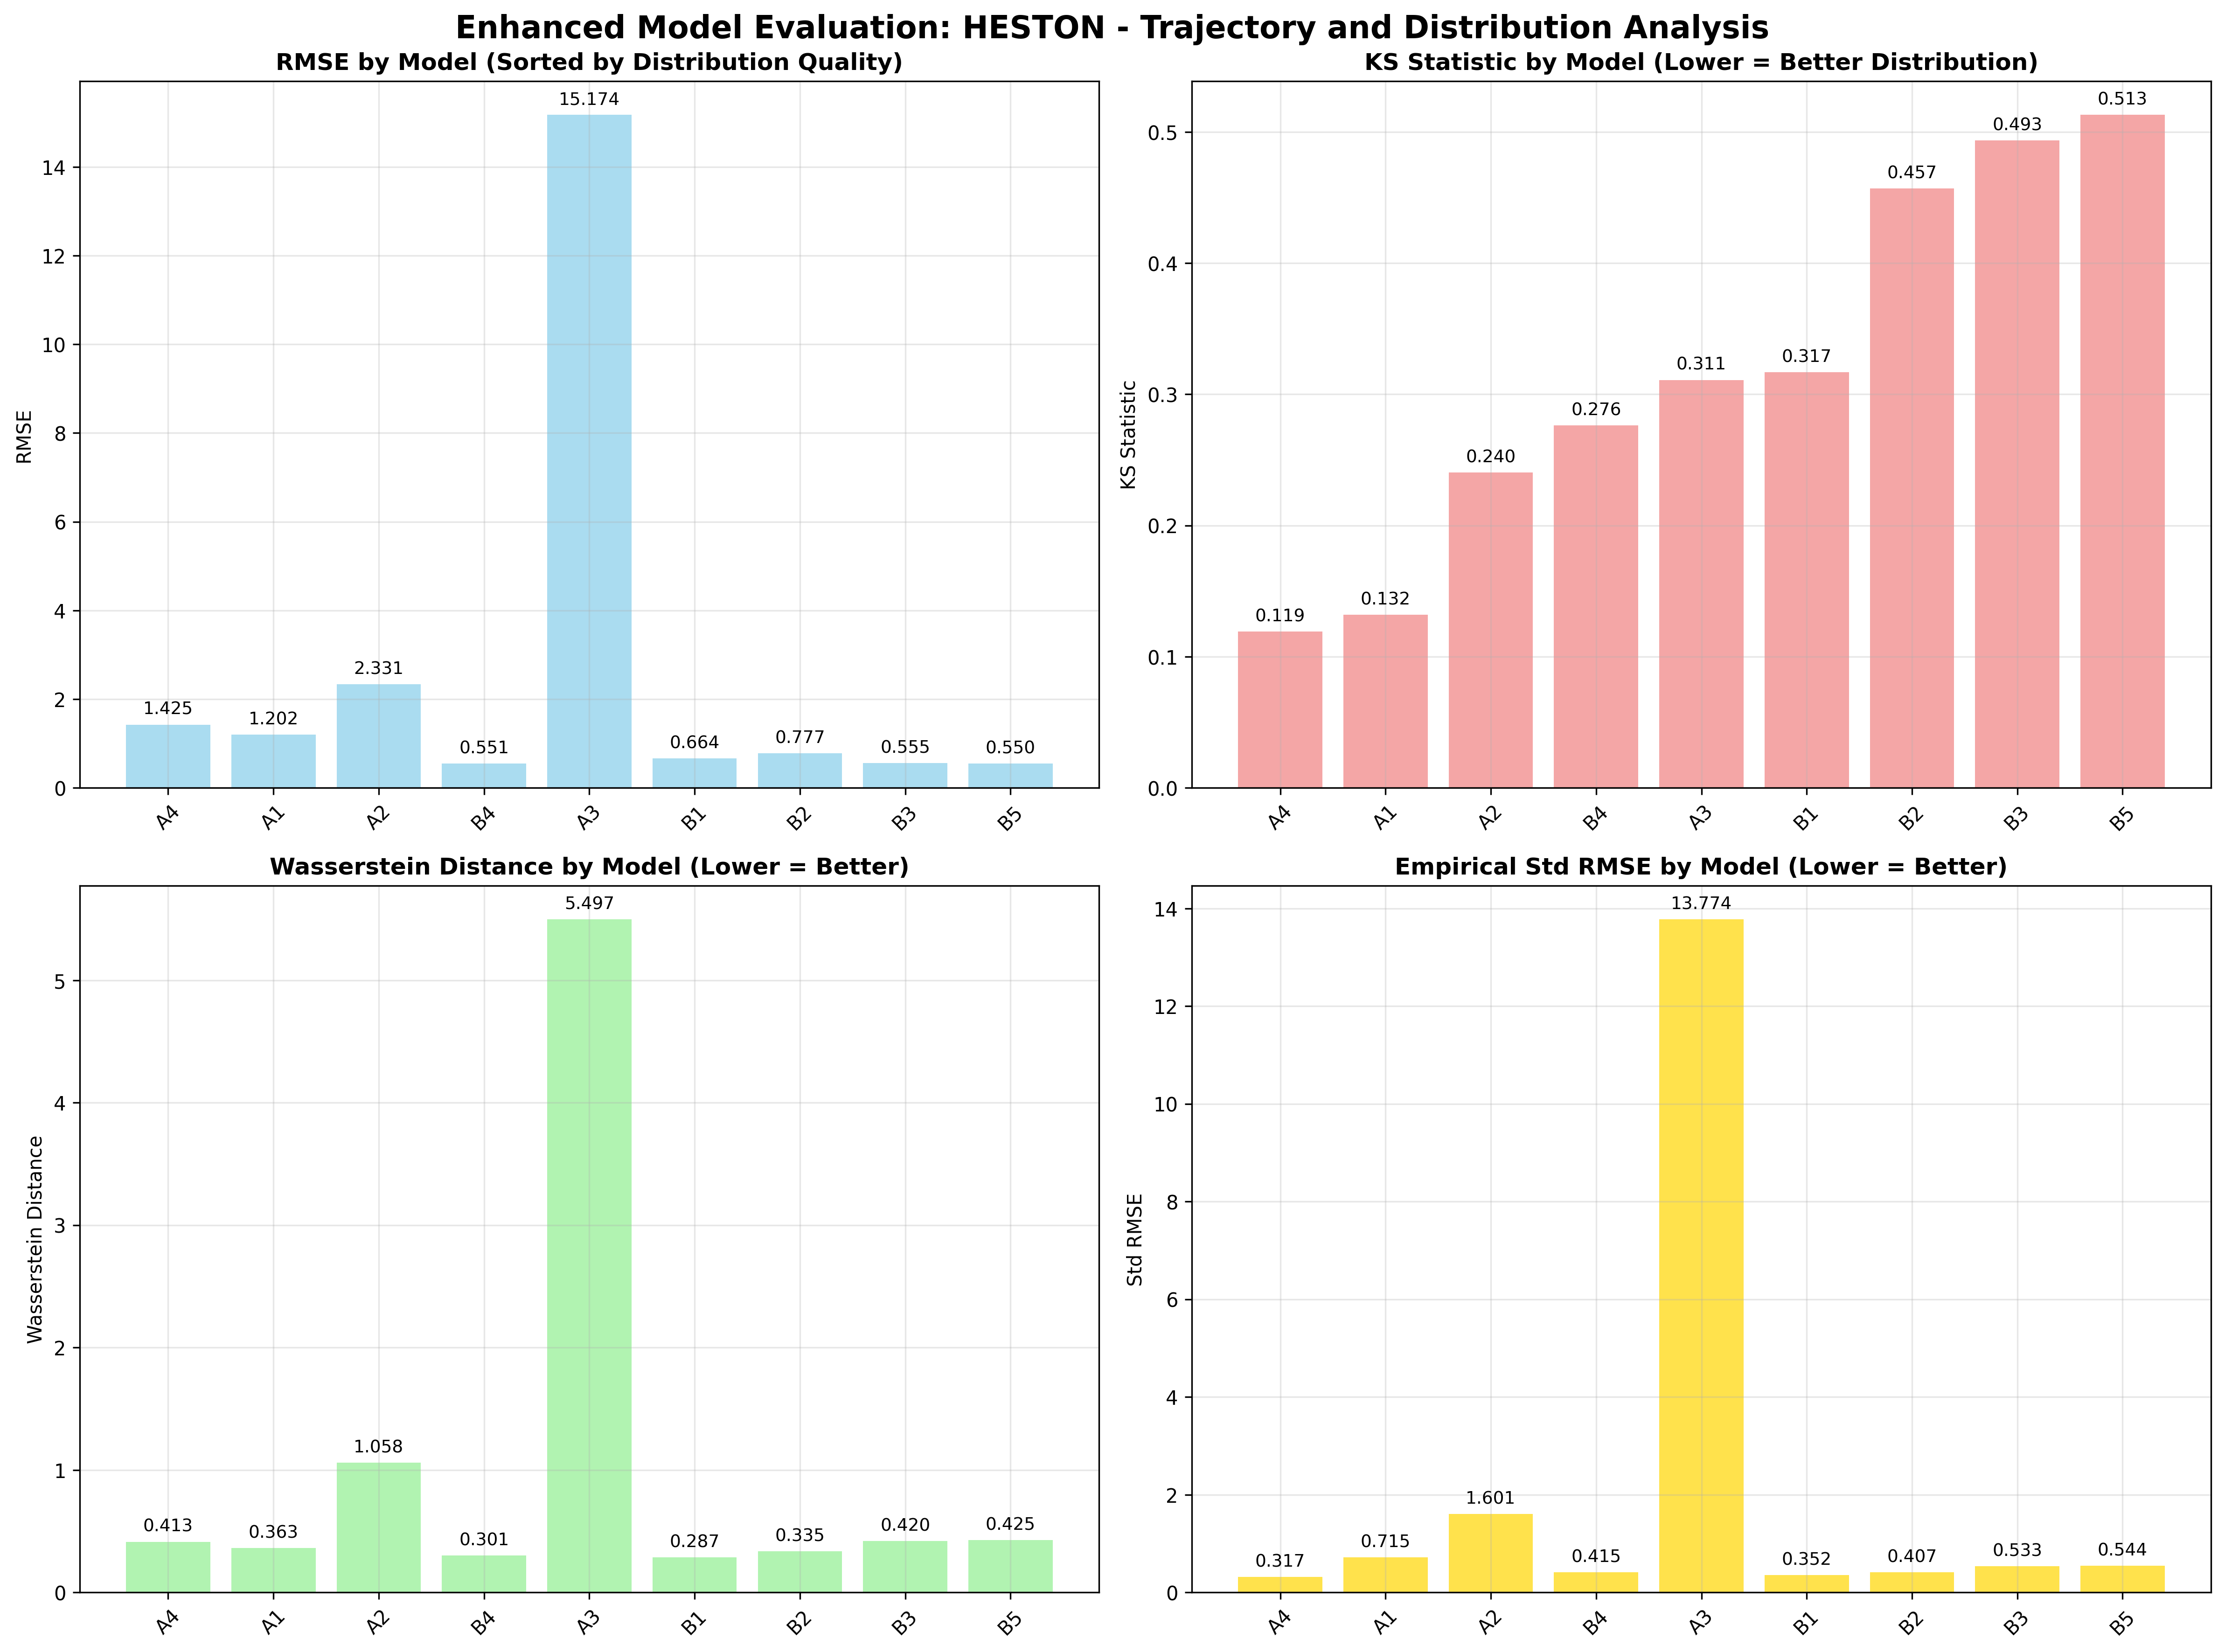 Enhanced Model Evaluation: HESTON - Trajectory and Distribution Analysis
RMSE by Model (Sorted by Distribution Quality)
RMSE
14
12
10
8
6
4
2
0
1.425
1.202
2.331
0.551
15.174
0.664
0.777
0.555
0.550
A4
A1
A2
B4
A3
B1
B2
B3
B5
KS Statistic by Model (Lower = Better Distribution)
KS Statistic
0.5
0.4
0.3
0.2
0.1
0.0
0.119
0.132
0.240
0.276
0.311
0.317
0.457
0.493
0.513
A4
A1
A2
B4
A3
B1
B2
B3
B5
Wasserstein Distance by Model (Lower = Better)
Wasserstein Distance
5
4
3
2
1
0
0.413
0.363
1.058
0.301
5.497
0.287
0.335
0.420
0.425
A4
A1
A2
B4
A3
B1
B2
B3
B5
Empirical Std RMSE by Model (Lower = Better)
Std RMSE
14
12
10
8
6
4
2
0
0.317
0.715
1.601
0.415
13.774
0.352
0.407
0.533
0.544
A4
A1
A2
B4
A3
B1
B2
B3
B5